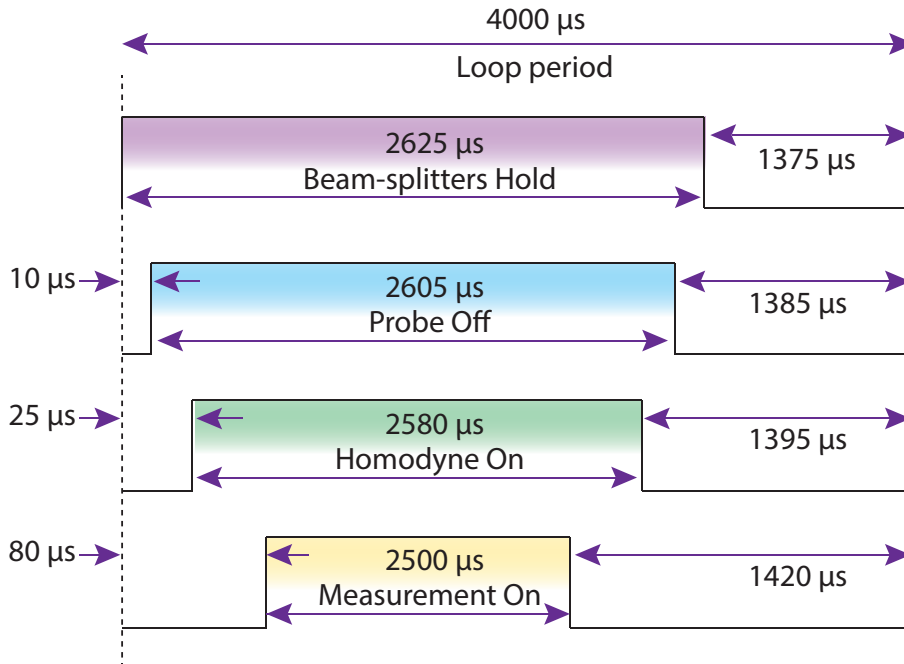 4000 µs
Loop period
2625 µs
Beam-splitters Hold
1375 µs
10 µs
2605 µs
Probe Off
1385 µs
25 µs
2580 µs
Homodyne On
1395 µs
80 µs
2500 µs
Measurement On
1420 µs